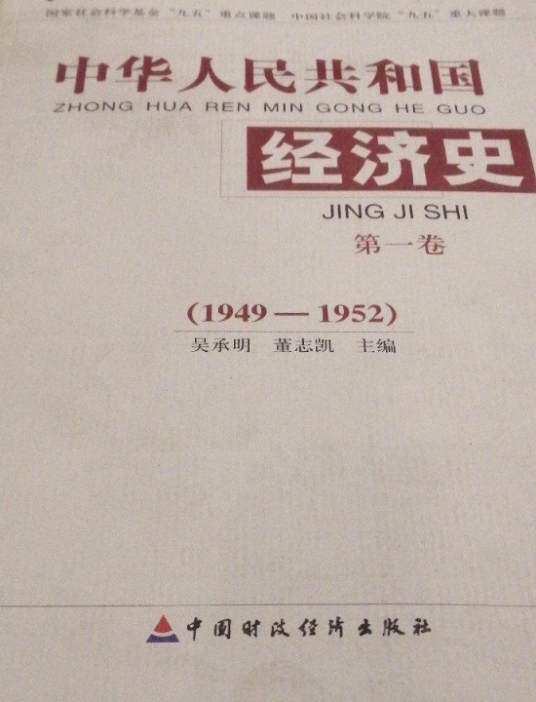 国家社会科学基金“九五”重点课题 中国社会科学院“九五”重大课题
中华人民共和国
ZHONG HUA REN MIN GONG HE GUO
经济史
JING JI SHI
第一卷
(1949—1952)
吴承明 董志凯 主编
中国财政经济出版社